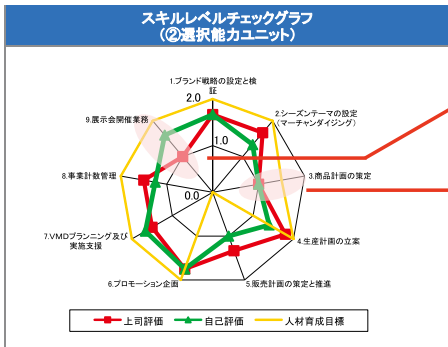 スキルレベルチェックグラフ
(②選択能力ユニット)
1.ブランド戦略の設定と検
証
2.0
2.シーズンテーマの設定
(マーチャンダイジング)
9.展示会開催業務
1.0
3.商品計画の策定
8.事業計数管理
0.0
7.VMDプランニング及び
実施支援
4.生産計画の立案
6.プロモーション企画
5.販売計画の策定と推進
上司評価
自己評価
人材育成目標